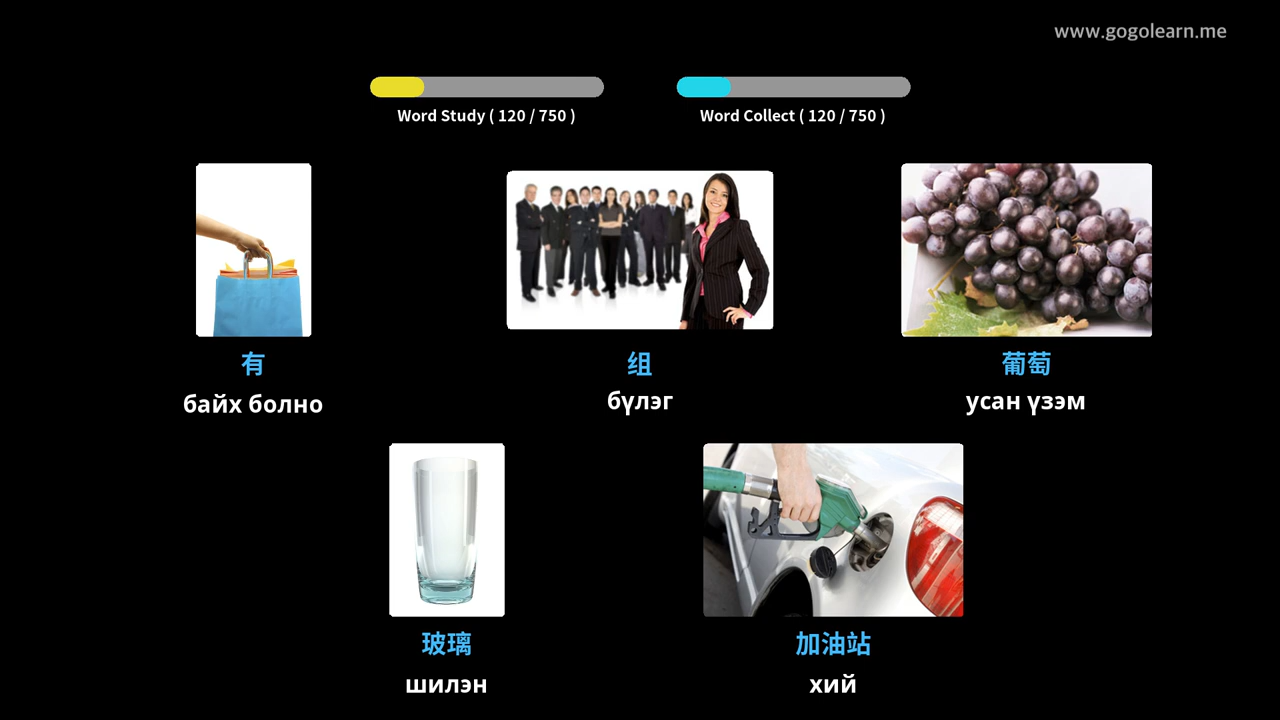 www.gogolearn.me
Word Study ( 120 / 750 )
Word Collect ( 120 / 750 )
有
байх болно
组
бүлэг
葡萄
усан үзэм
玻璃
шилэн
加油站
хий